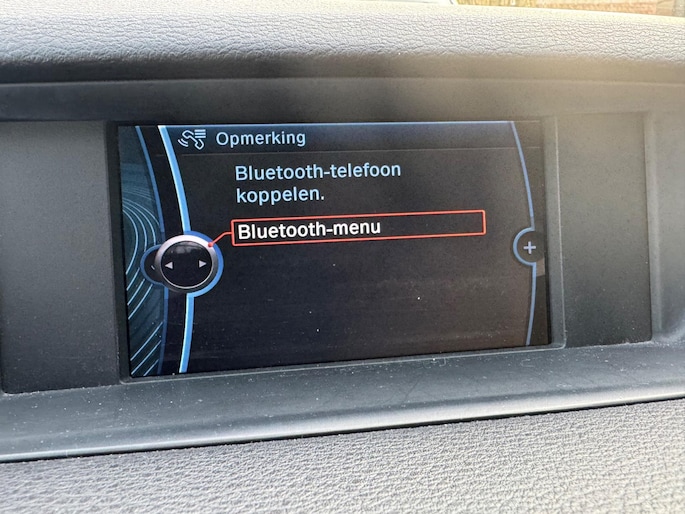 Opmerking
Bluetooth-telefoon
koppelen.
Bluetooth-menu